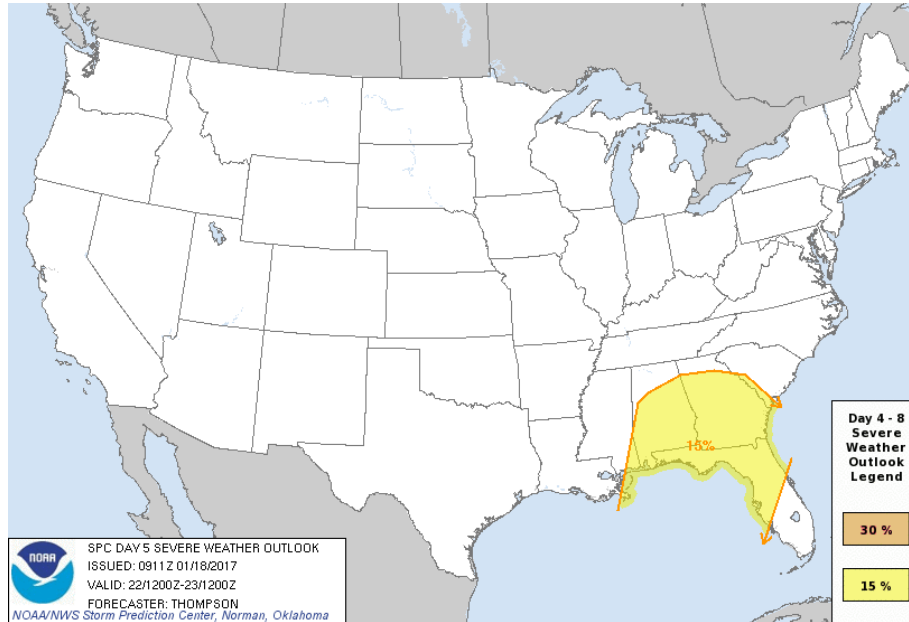 15%
Day 4 - 8
Severe
Weather
Outlook
Legend
30 %
15 %
NOAA
SPC DAY 5 SEVERE WEATHER OUTLOOK
ISSUED: 0911Z 01/18/2017
VALID: 22/1200Z-23/1200Z
FORECASTER: THOMPSON
NOAA/NWS Storm Prediction Center, Norman, Oklahoma